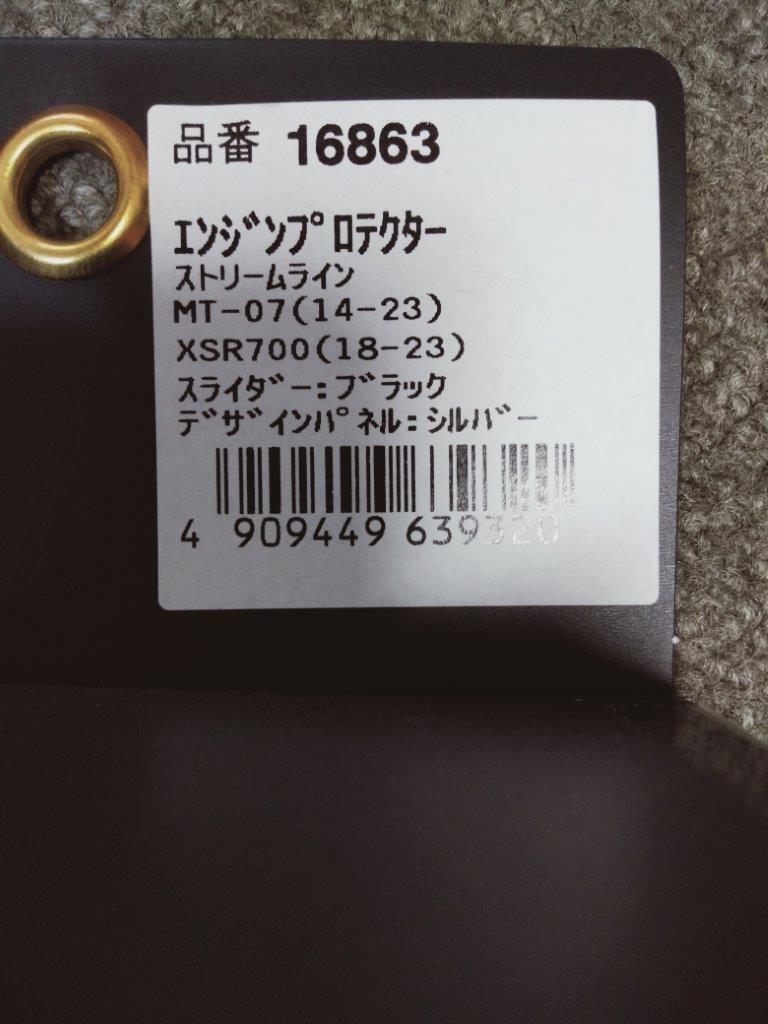 品番 16863
エンジンプロテクター
ストリームライン
MT-07(14-23)
XSR700(18-23)
スライダー:ブラック
デザインパネル:シルバー
4 909449 639320